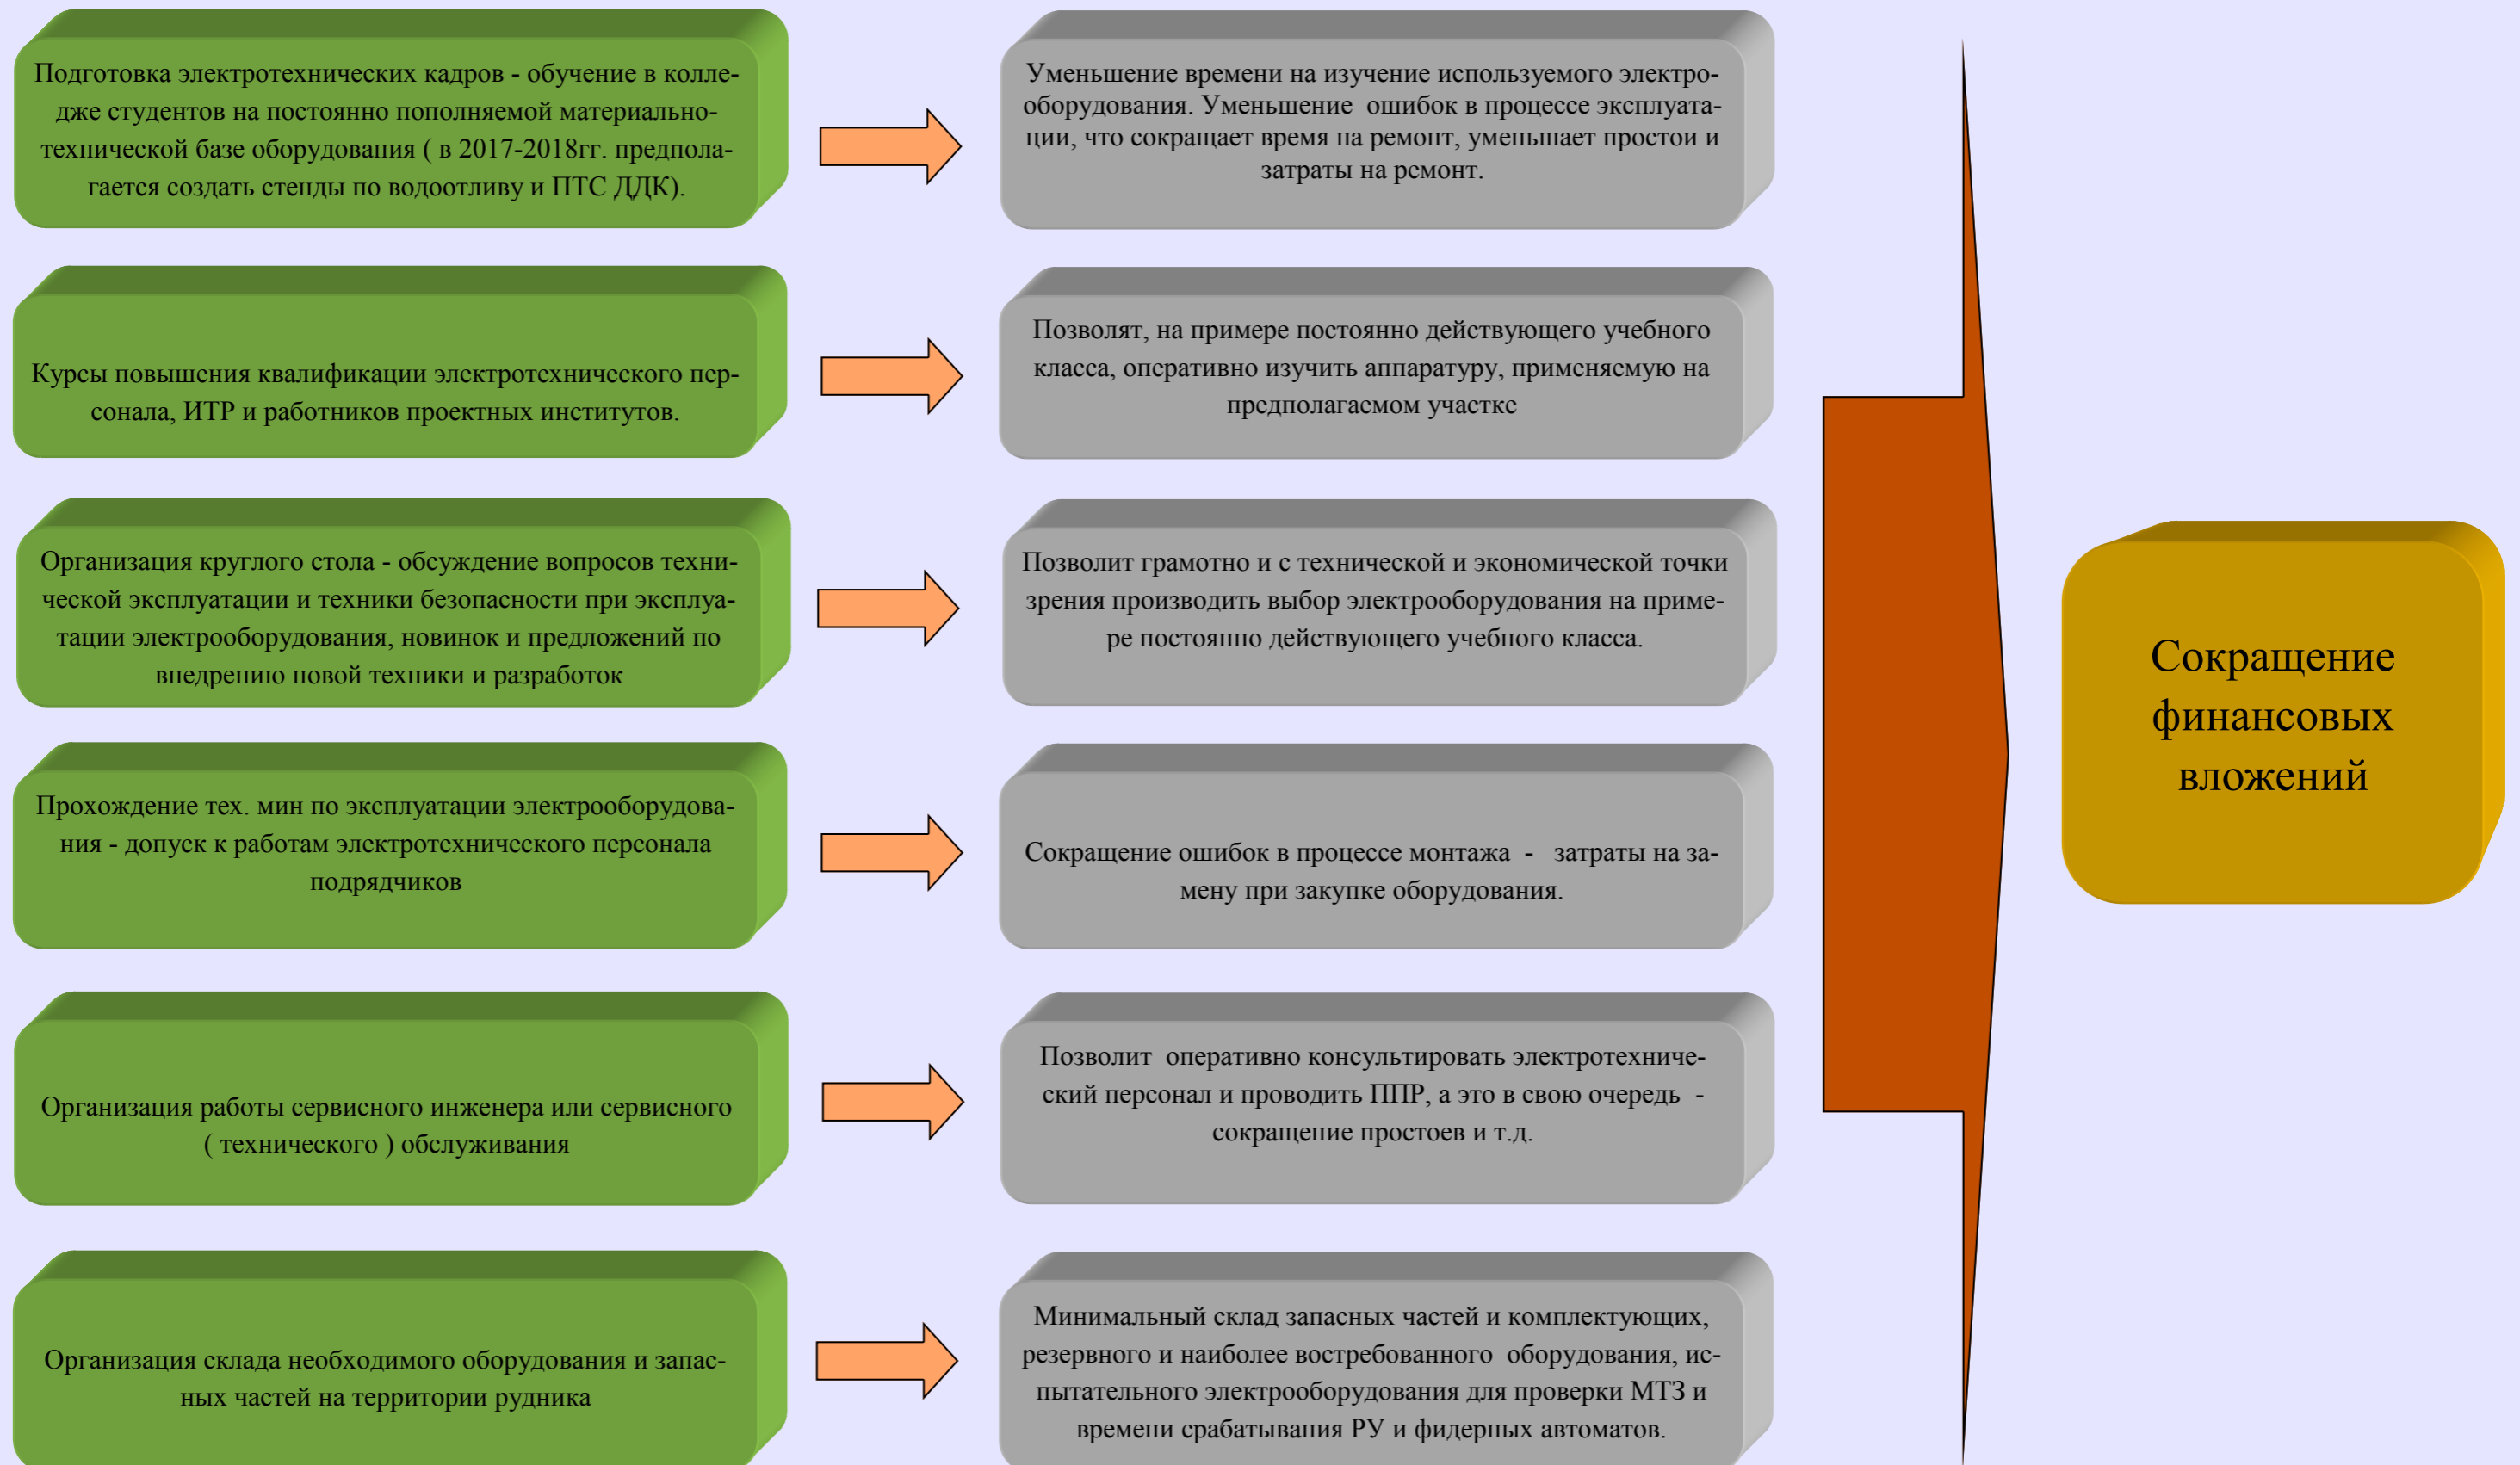 Подготовка электротехнических кадров - обучение в колле-
дже студентов на постоянно пополняемой материально-
технической базе оборудования ( в 2017-2018гг. предпола-
гается создать стенды по водоотливу и ПТС ДДК).
Уменьшение времени на изучение используемого электро-
оборудования. Уменьшение  ошибок в процессе эксплуата-
ции, что сокращает время на ремонт, уменьшает простои и
затраты на ремонт.
Курсы повышения квалификации электротехнического пер-
сонала, ИТР и работников проектных институтов.
Позволят, на примере постоянно действующего учебного
класса, оперативно изучить аппаратуру, применяемую на
предполагаемом участке
Организация круглого стола - обсуждение вопросов техни-
ческой эксплуатации и техники безопасности при эксплуа-
тации электрооборудования, новинок и предложений по
внедрению новой техники и разработок
Позволит грамотно и с технической и экономической точки
зрения производить выбор электрооборудования на приме-
ре постоянно действующего учебного класса.
Прохождение тех. мин по эксплуатации электрооборудова-
ния - допуск к работам электротехнического персонала
подрядчиков
Сокращение ошибок в процессе монтажа  -   затраты на за-
мену при закупке оборудования.
Организация работы сервисного инженера или сервисного
( технического ) обслуживания
Позволит  оперативно консультировать электротехниче-
ский персонал и проводить ППР, а это в свою очередь  -
сокращение простоев и т.д.
Организация склада необходимого оборудования и запас-
ных частей на территории рудника
Минимальный склад запасных частей и комплектующих,
резервного и наиболее востребованного  оборудования, ис-
пытательного электрооборудования для проверки МТЗ и
времени срабатывания РУ и фидерных автоматов.
Сокращение
финансовых
вложений